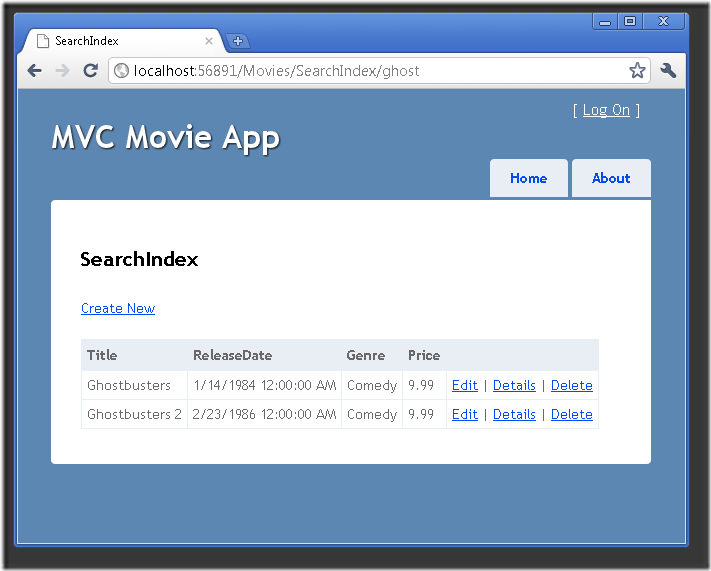 SearchIndex
localhost:56891/Movies/SearchIndex/ghost
[ Log On ]
MVC Movie App
Home About
SearchIndex
Create New
Title ReleaseDate Genre Price
Ghostbusters 1/14/1984 12:00:00 AM Comedy 9.99 Edit | Details | Delete
Ghostbusters 2 2/23/1986 12:00:00 AM Comedy 9.99 Edit | Details | Delete